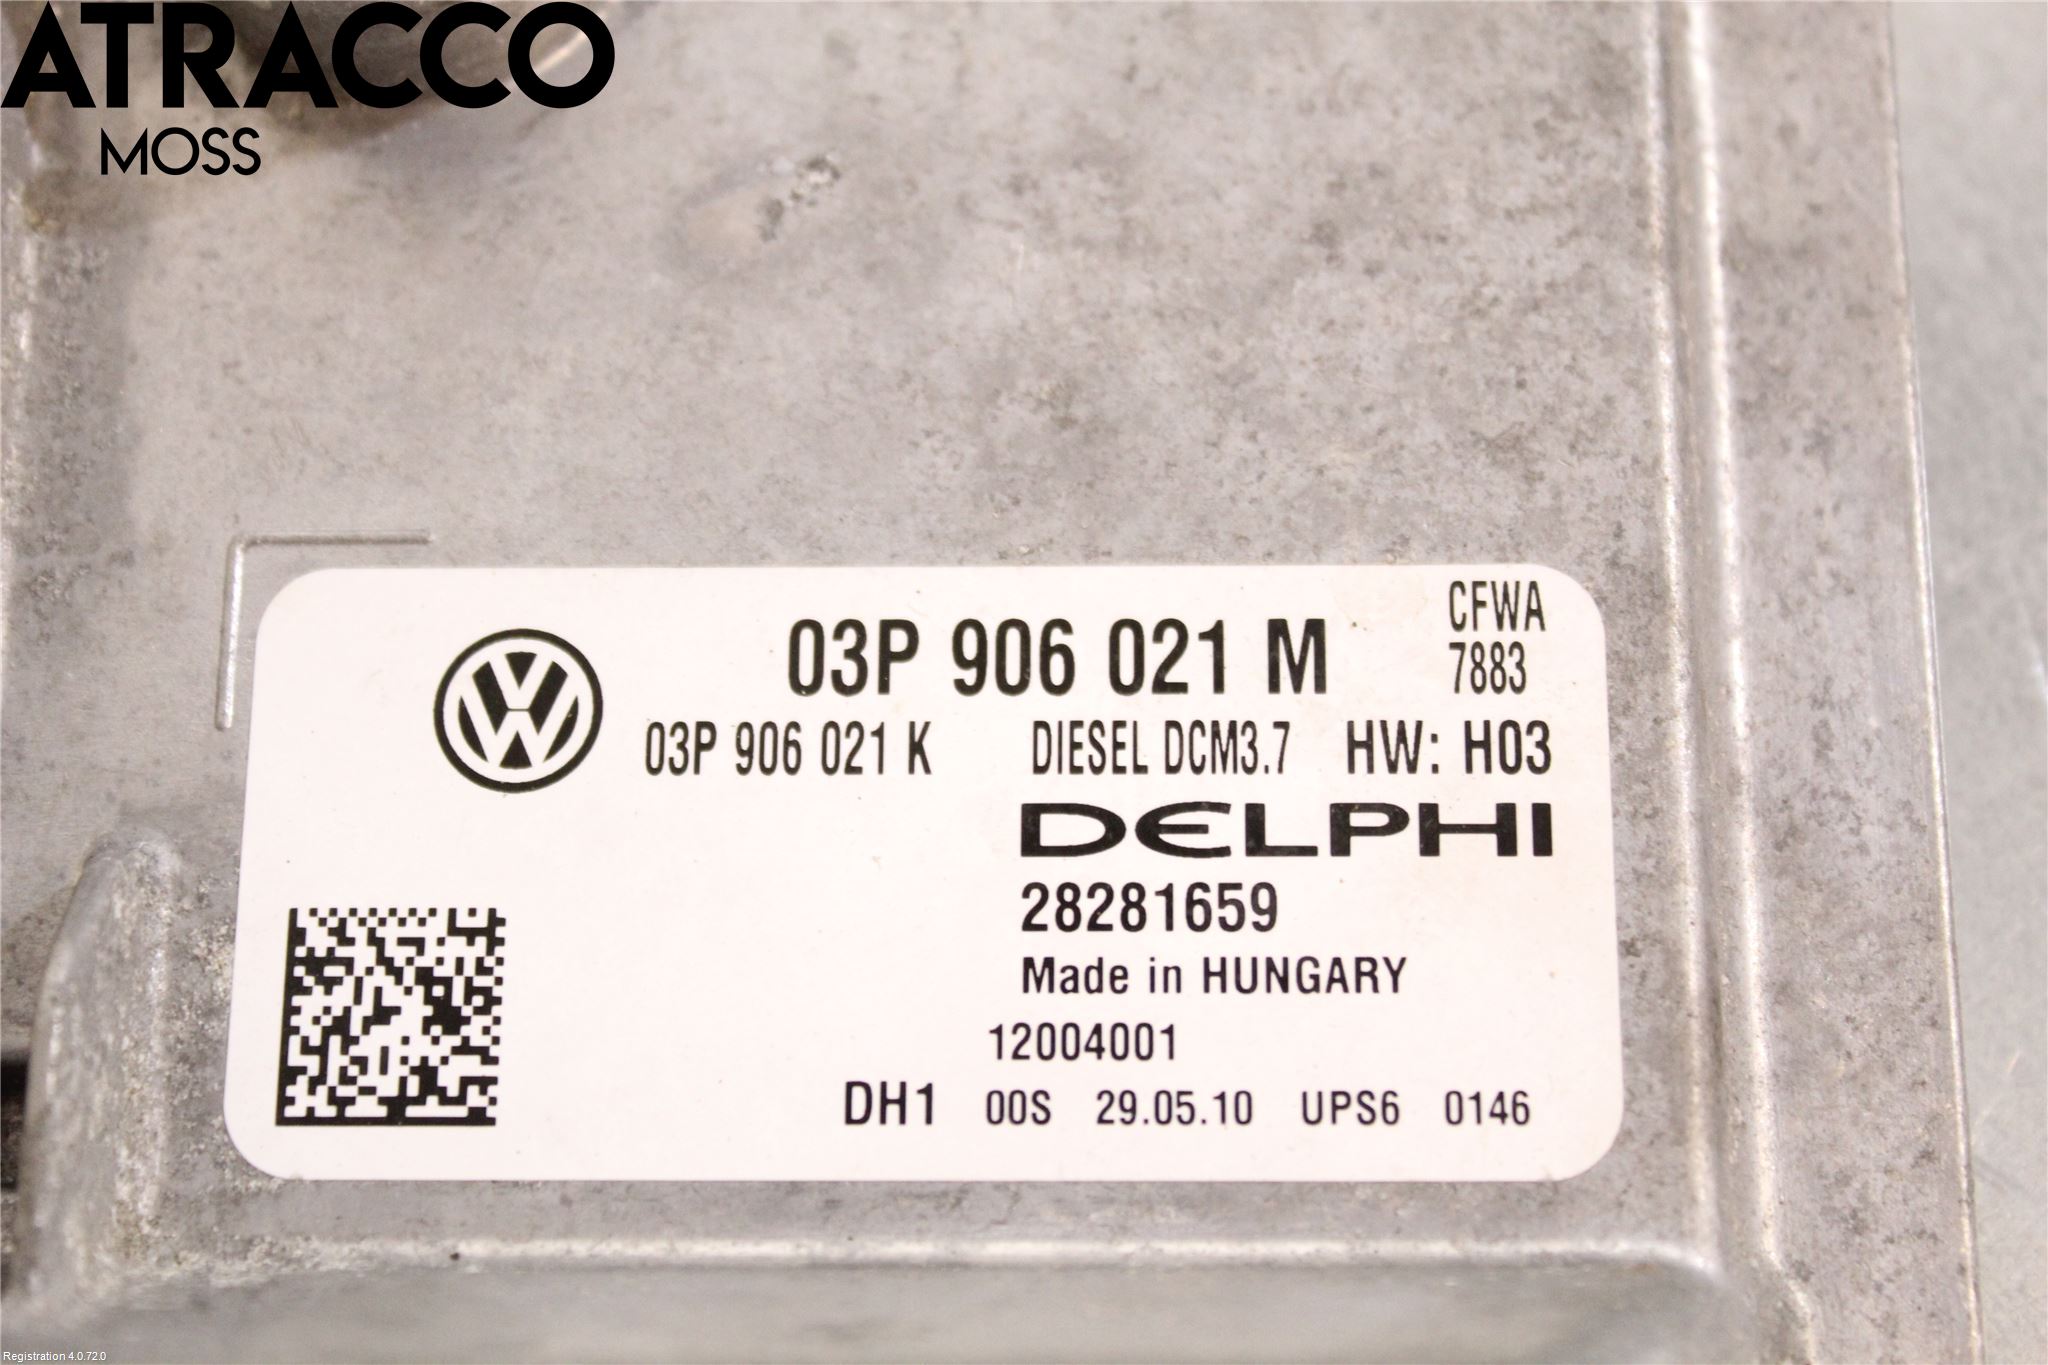 ATRACCO
MOSS
03P 906 021 M
CFWA
7883
03P 906 021 K DIESEL DCM3.7 HW: H03
DELPHI
28281659
Made in HUNGARY
12004001
DH1 00S 29.05.10 UPS6 0146
Registration 4.0.72.0